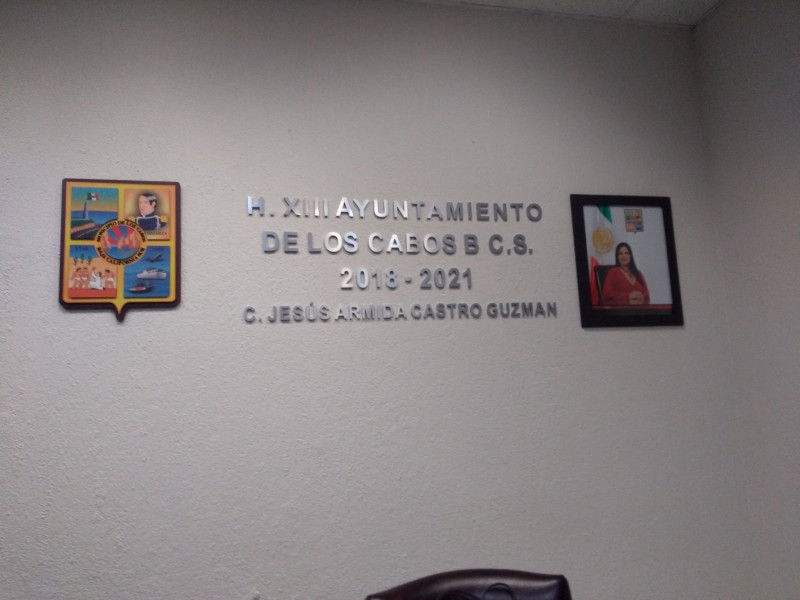 H. XIII AYUNTAMIENTO
DE LOS CABOS B C.S.
2018 - 2021
C. JESÚS ARMIDA CASTRO GUZMAN